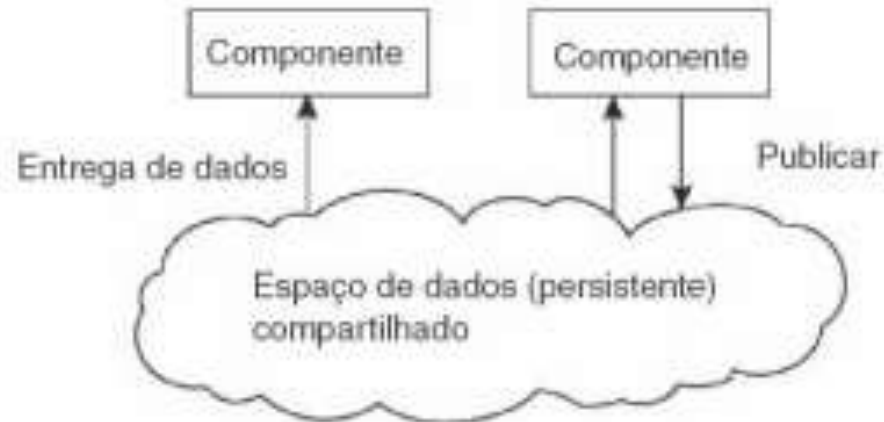 Componente
Componente
Entrega de dados
Publicar
Espaço de dados (persistente)
compartilhado